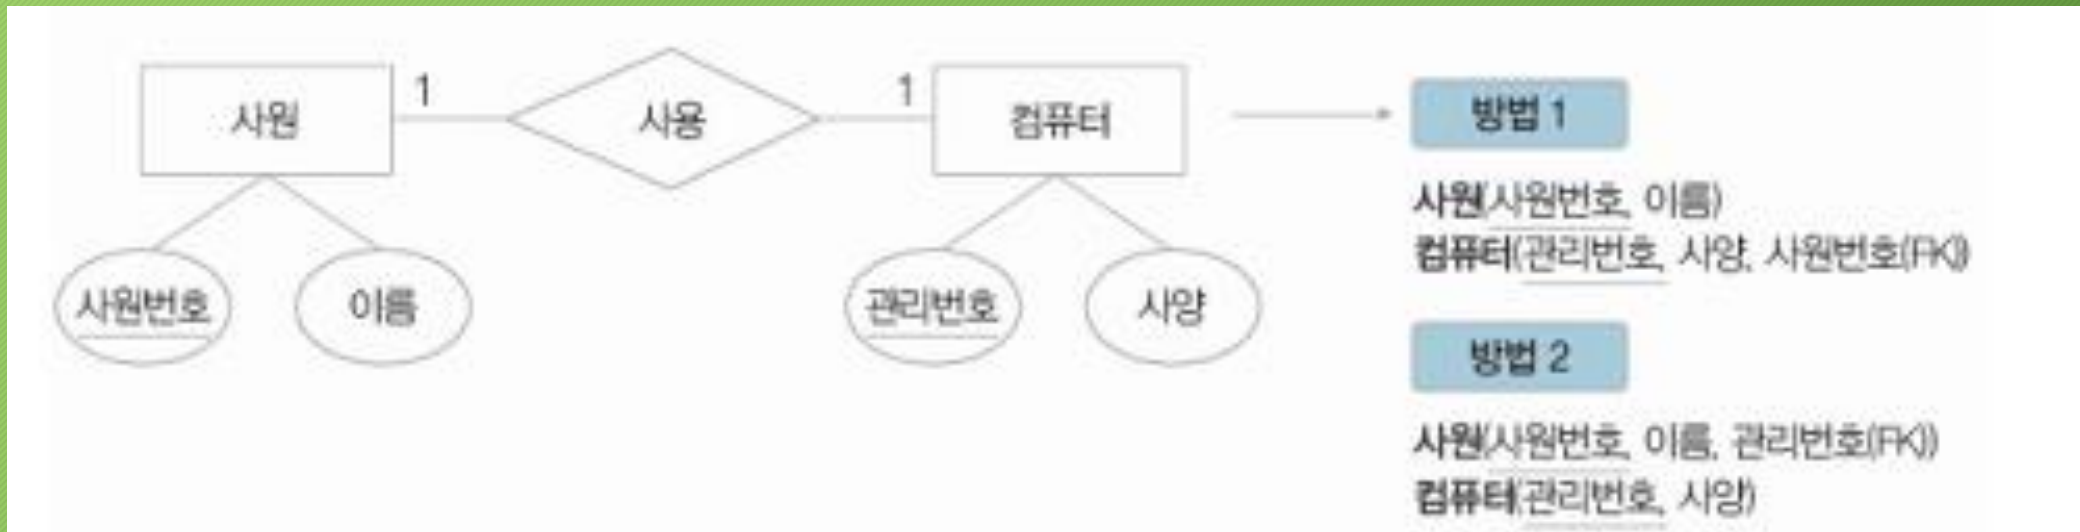 사원 1 사용 1 컴퓨터
사원번호 이름 관리번호 사양
방법 1
사원(사원번호, 이름)
컴퓨터(관리번호, 사양, 사원번호(FK))
방법 2
사원(사원번호, 이름, 관리번호(FK))
컴퓨터(관리번호, 사양)